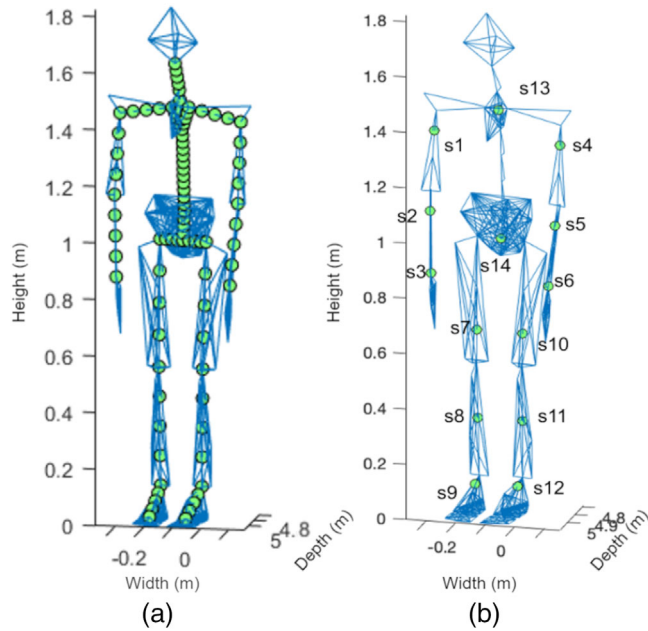 1.8
1.6
1.4
1.2
1
0.8
0.6
0.4
0.2
0
Height (m)
-0.2
0
Width (m)
4.8
5
Depth (m)
(a)
1.8
1.6
1.4
1.2
1
0.8
0.6
0.4
0.2
0
Height (m)
s13
s1
s4
s2
s5
s14
s3
s6
s7
s10
s8
s11
s9
s12
-0.2
0
Width (m)
4.8
4.9
5
Depth (m)
(b)